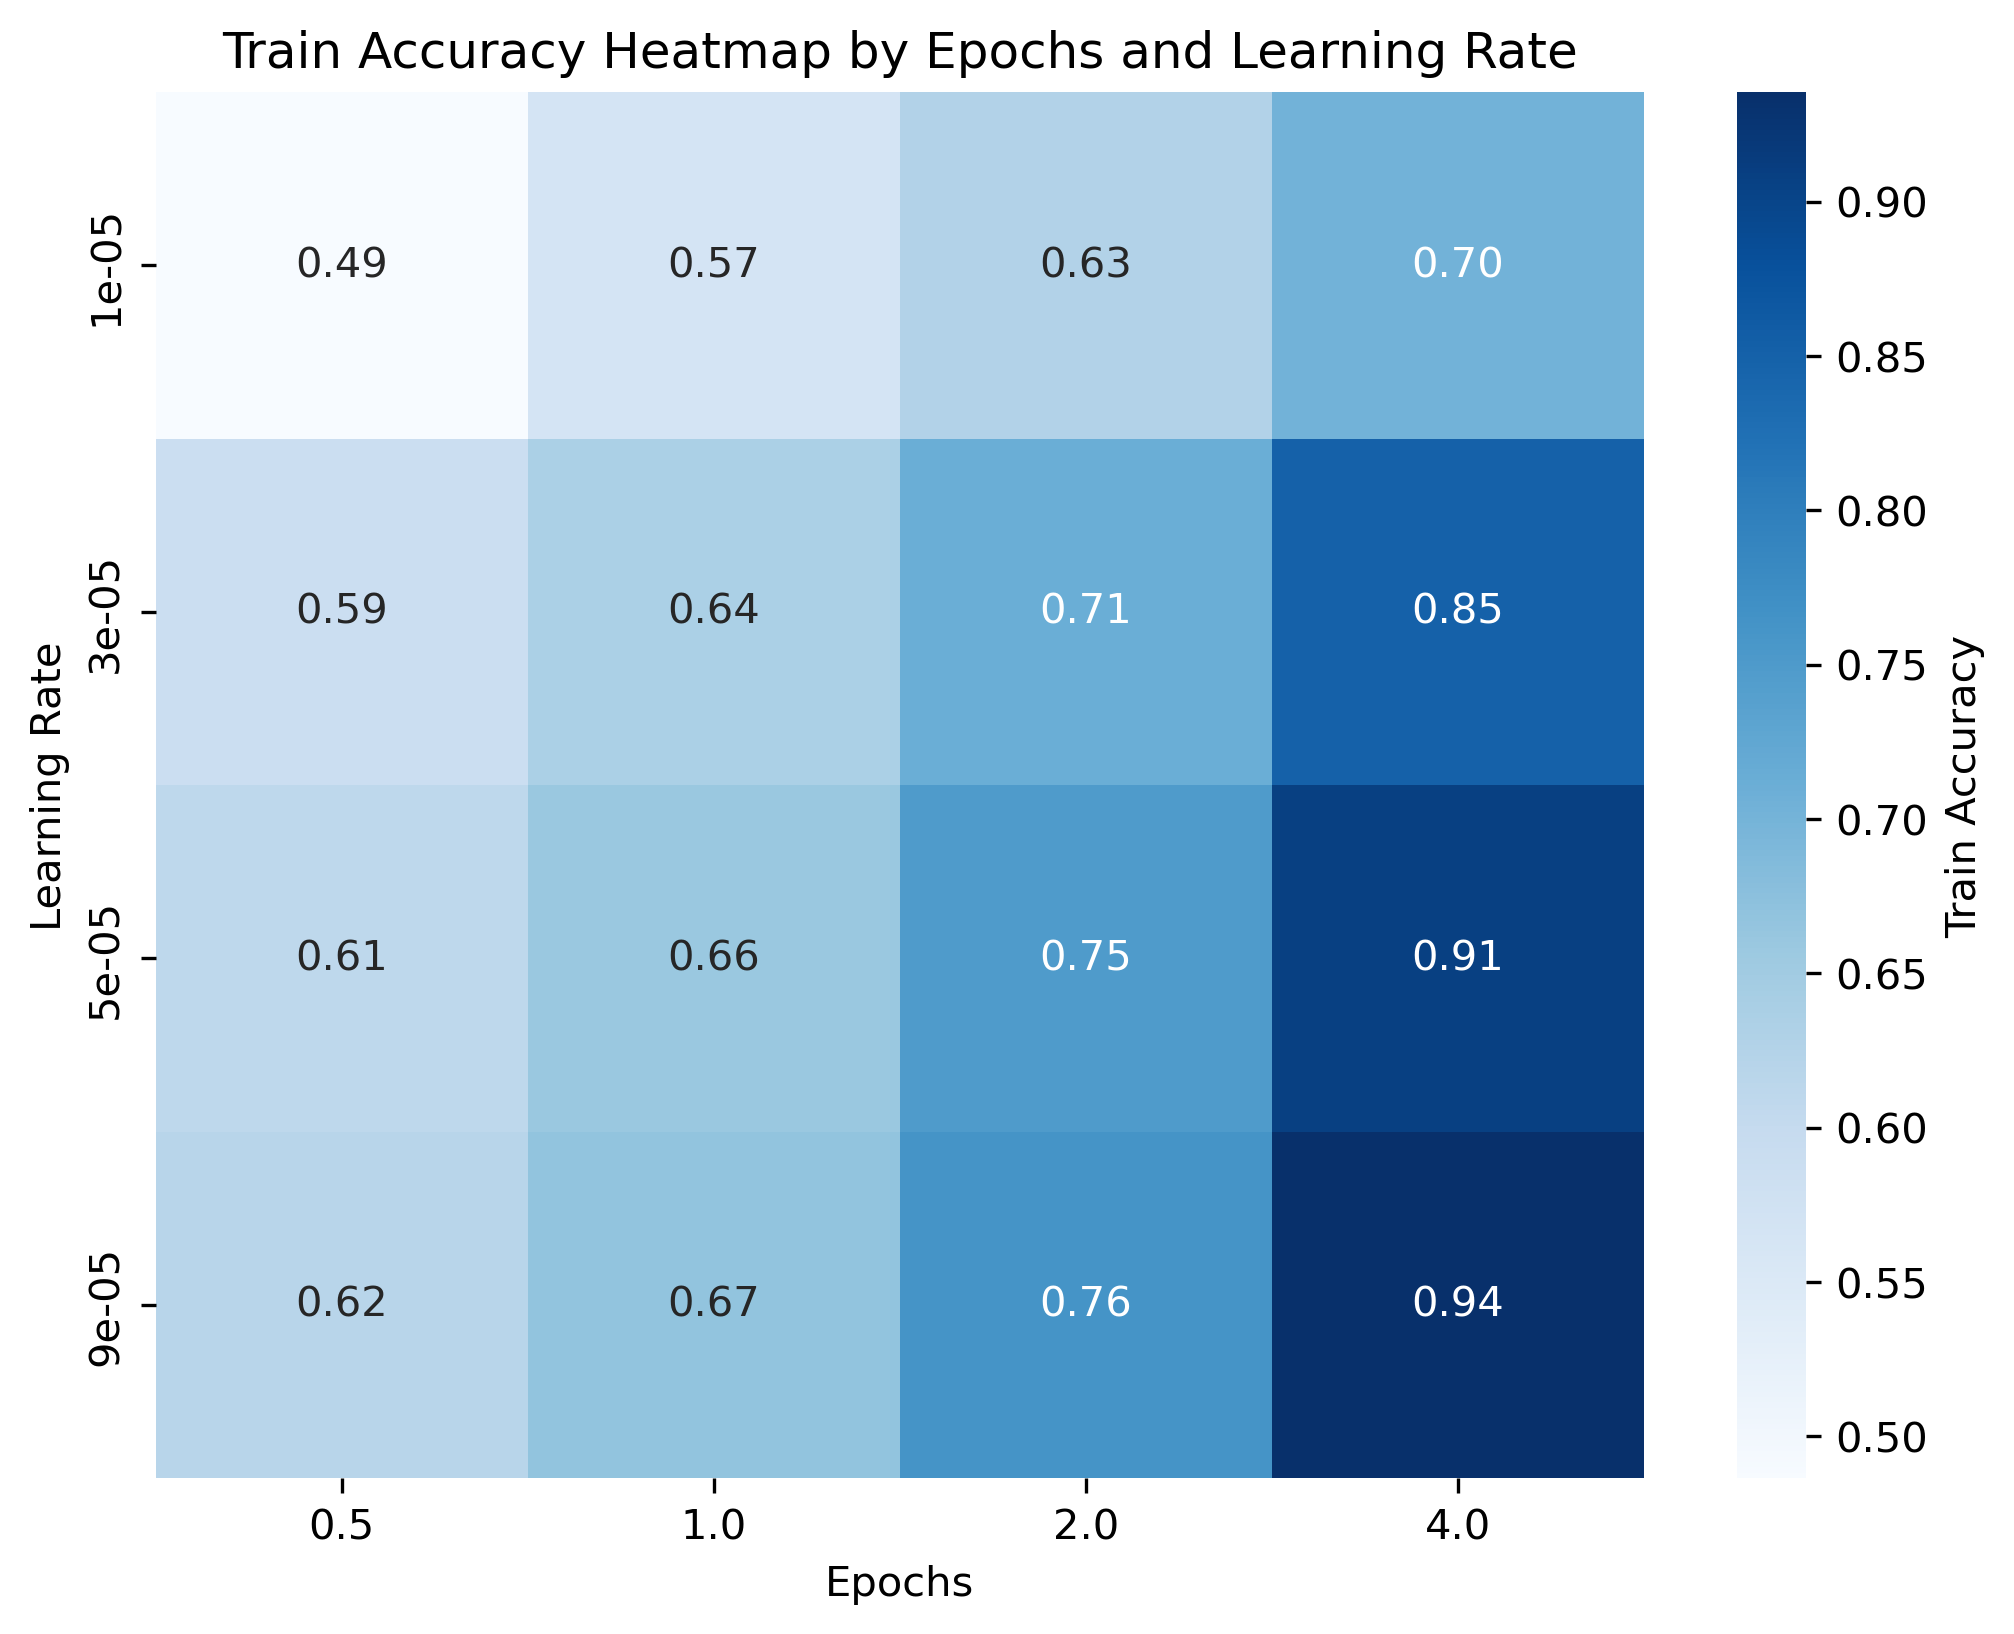 Train Accuracy Heatmap by Epochs and Learning Rate
Learning Rate
1e-05
0.49 0.57 0.63 0.70
3e-05
0.59 0.64 0.71 0.85
5e-05
0.61 0.66 0.75 0.91
9e-05
0.62 0.67 0.76 0.94
0.5 1.0 2.0 4.0
Epochs
0.90
0.85
0.80
0.75
0.70
0.65
0.60
0.55
0.50
Train Accuracy